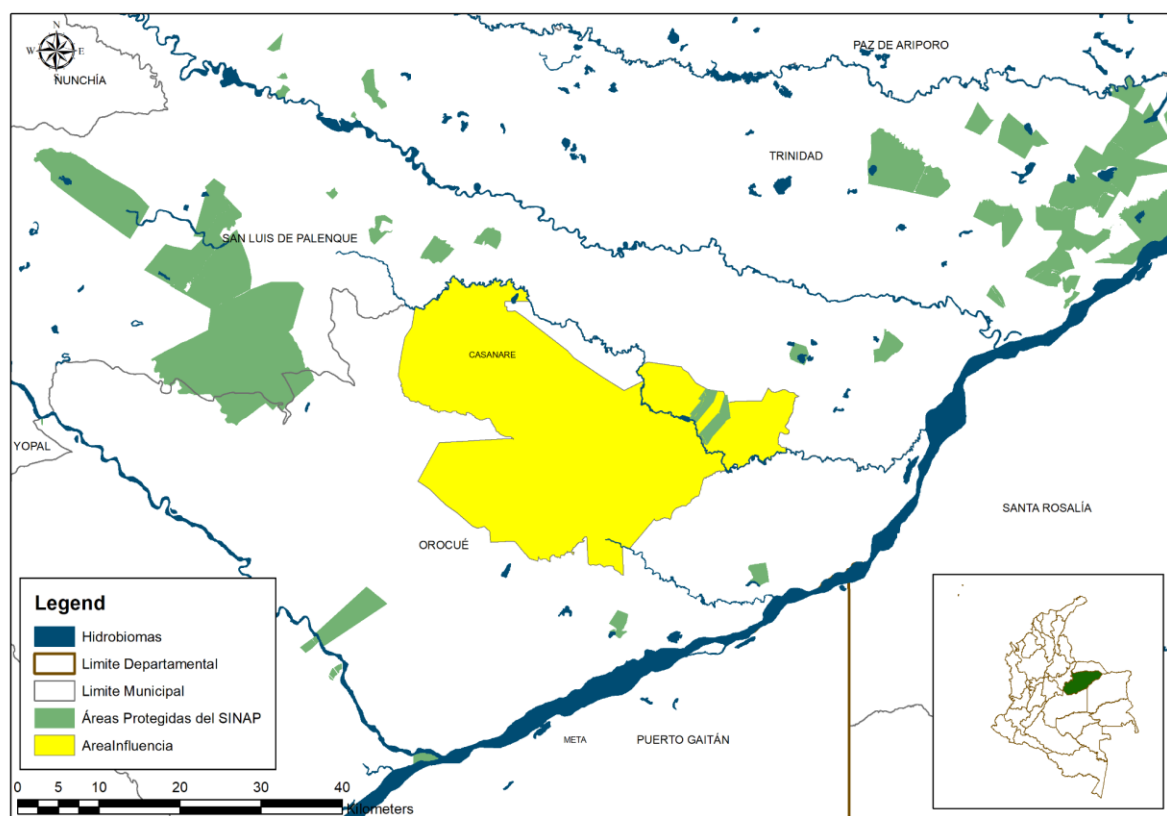 N
W E
S
NUNCHÍA
PAZ DE ARIPORO
TRINIDAD
SAN LUIS DE PALENQUE
CASANARE
YOPAL
SANTA ROSALÍA
OROCUÉ
META
PUERTO GAITÁN
Legend
Hidrobiomas
Limite Departamental
Limite Municipal
Áreas Protegidas del SINAP
AreaInfluencia
0 5 10 20 30 40
Kilometers